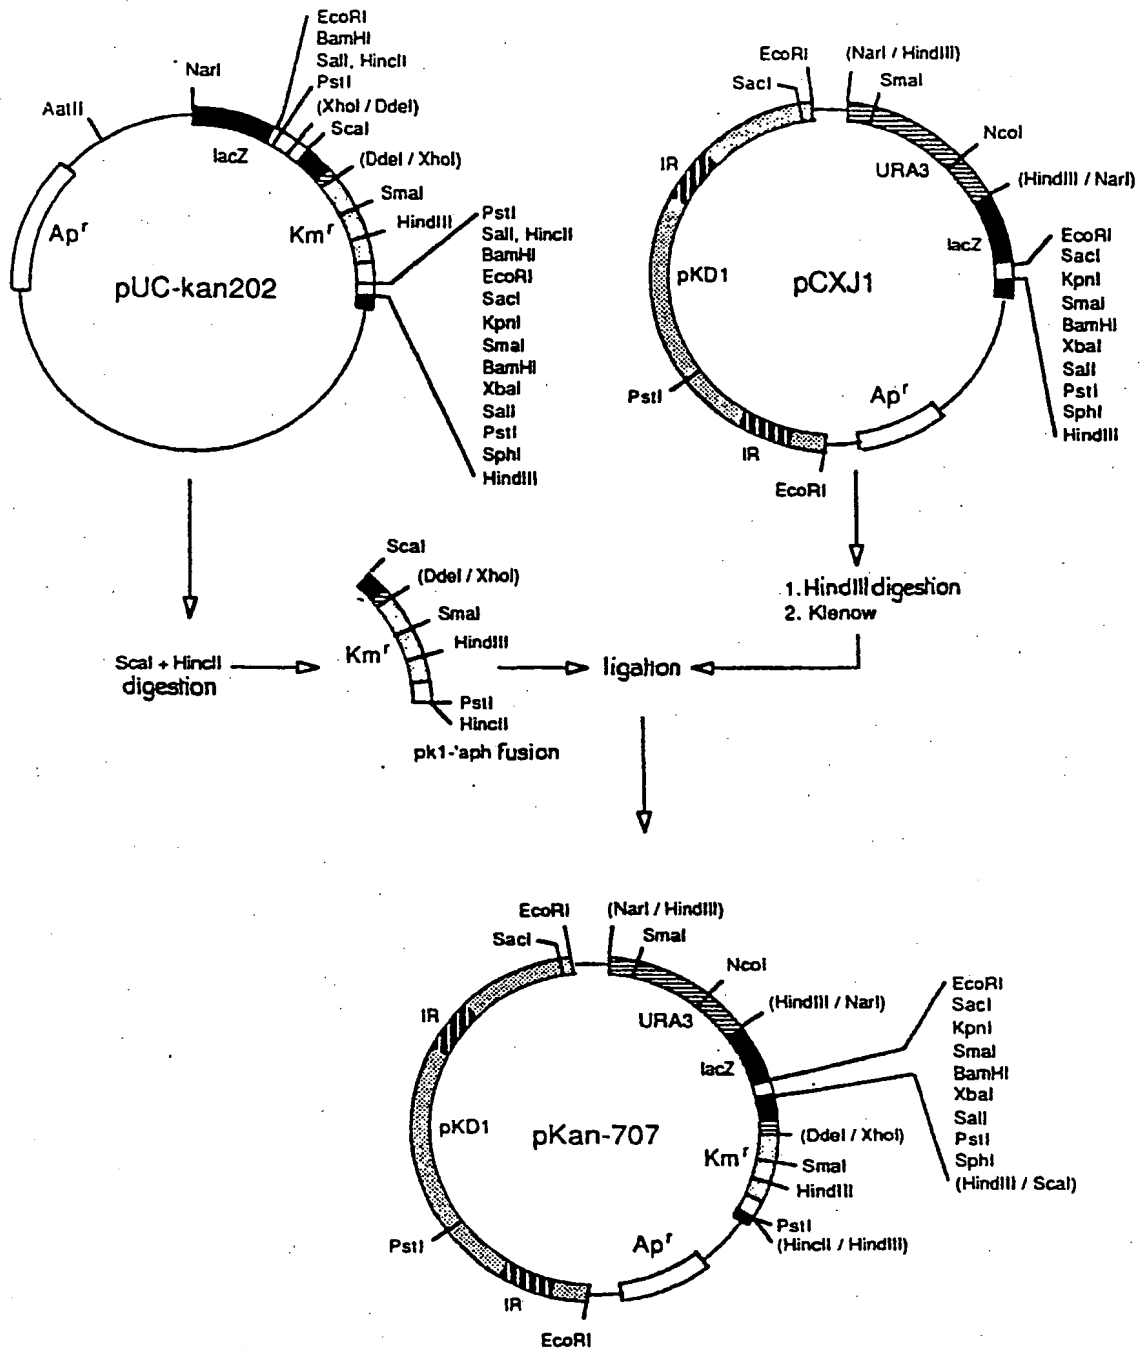 EcoRI
BamHI
SalI, HincII
PstI
(XhoI / DdeI)
ScaI
NarI
AatII
lacZ
(DdeI / XhoI)
SmaI
HindIII
Kmr
Apr
pUC-kan202
PstI
SalI, HincII
BamHI
EcoRI
SacI
KpnI
SmaI
BamHI
XbaI
SalI
PstI
SphI
HindIII
EcoRI
(NarI / HindIII)
SacI
SmaI
NcoI
IR
URA3
(HindIII / NarI)
lacZ
pKD1
pCXJ1
EcoRI
SacI
KpnI
SmaI
BamHI
XbaI
SalI
PstI
SphI
HindIII
PstI
Apr
IR
EcoRI
ScaI + HincII
digestion
ScaI
(DdeI / XhoI)
SmaI
HindIII
Kmr
PstI
HincII
pk1-'aph fusion
ligation
1. HindIII digestion
2. Klenow
EcoRI
(NarI / HindIII)
SacI
SmaI
NcoI
IR
URA3
(HindIII / NarI)
lacZ
pKD1
pKan-707
EcoRI
SacI
KpnI
SmaI
BamHI
XbaI
SalI
PstI
SphI
(HindIII / ScaI)
(DdeI / XhoI)
Kmr
SmaI
HindIII
PstI
(HincII / HindIII)
PstI
Apr
IR
EcoRI